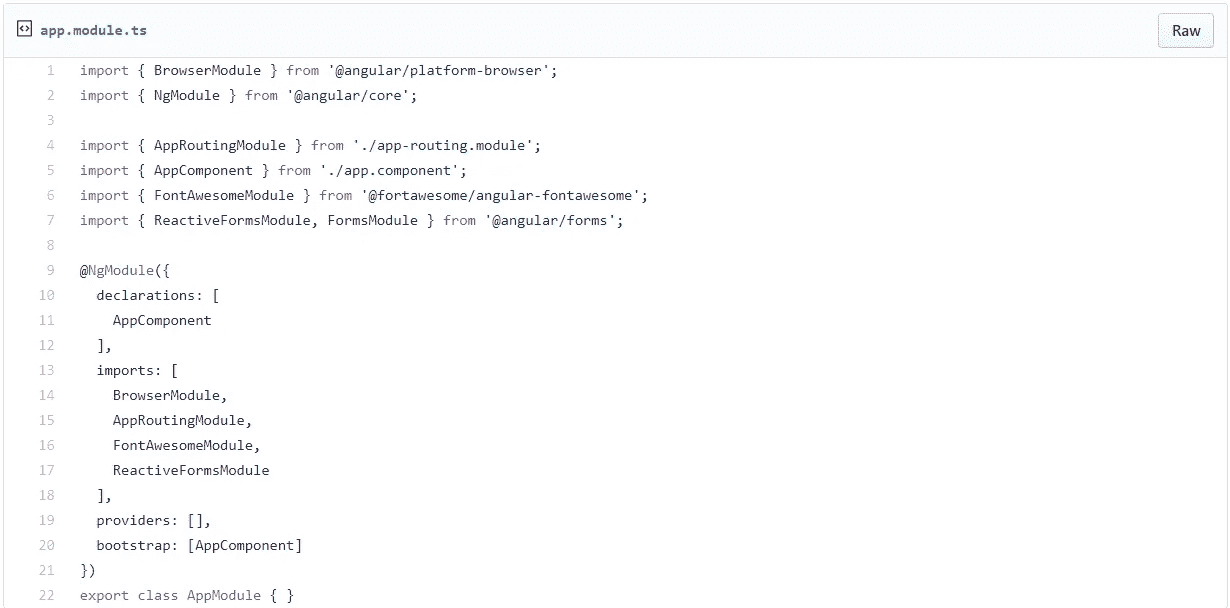 app.module.ts
Raw
1 import { BrowserModule } from '@angular/platform-browser';
2 import { NgModule } from '@angular/core';
3
4 import { AppRoutingModule } from './app-routing.module';
5 import { AppComponent } from './app.component';
6 import { FontAwesomeModule } from '@fortawesome/angular-fontawesome';
7 import { ReactiveFormsModule, FormsModule } from '@angular/forms';
8
9 @NgModule({
10   declarations: [
11     AppComponent
12   ],
13   imports: [
14     BrowserModule,
15     AppRoutingModule,
16     FontAwesomeModule,
17     ReactiveFormsModule
18   ],
19   providers: [],
20   bootstrap: [AppComponent]
21 })
22 export class AppModule { }